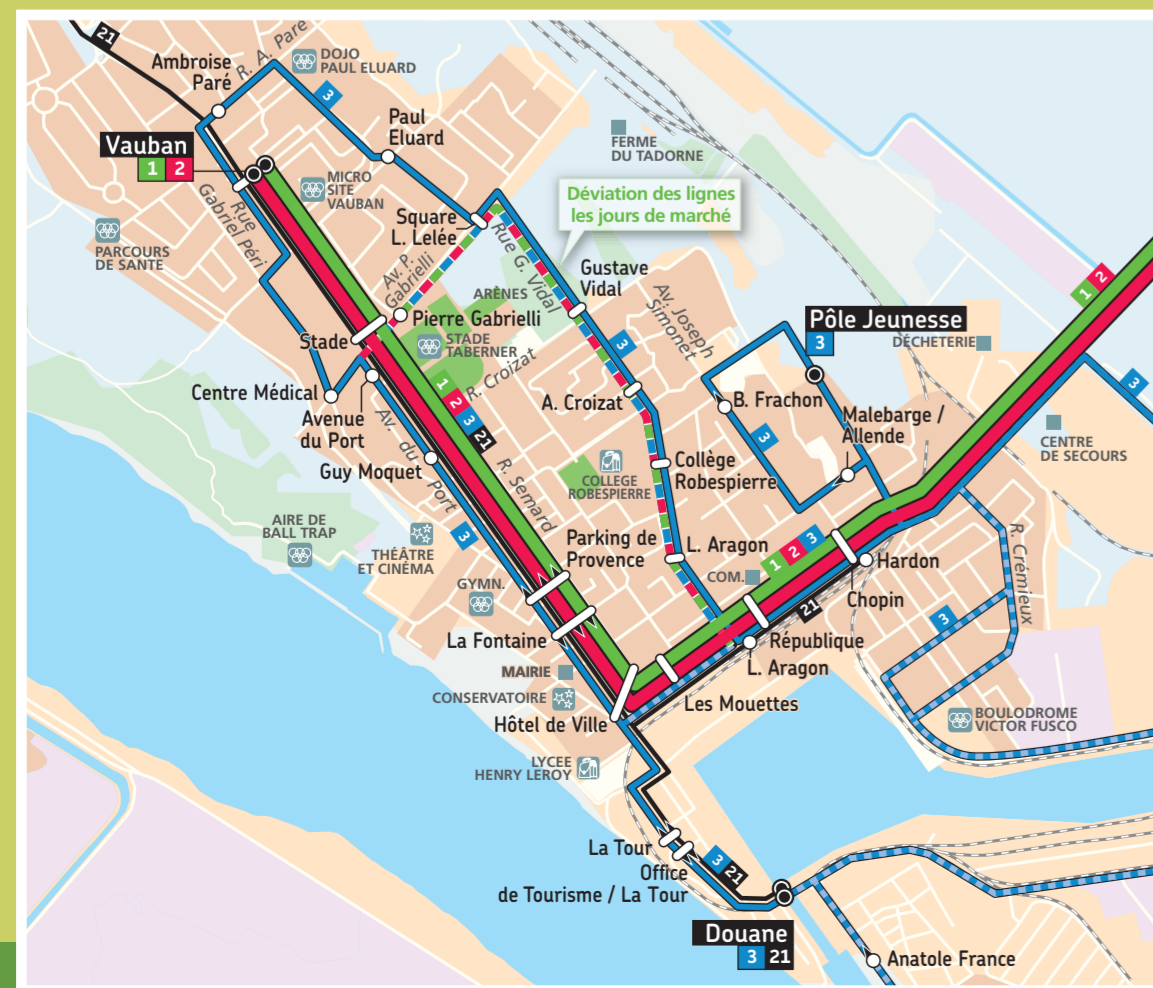 21
R. A. Pare
DOJO
PAUL ELUARD
Ambroise
Paré
3
Paul
Eluard
FERME
DU TADORNE
Vauban
1 2
MICRO
SITE
VAUBAN
Déviation des lignes
les jours de marché
Rue
Gabriel Péri
PARCOURS
DE SANTE
Square
L. Lelée
Rue G. Vidal
Av. P.
Gabrielli
ARÈNES
Gustave
Vidal
Av. Joseph
Simonet
1 2
Pierre Gabrielli
Pôle Jeunesse
3
DÉCHETERIE
Stade
STADE
TABERNER
R. Croizat
3
3
Centre Médical
1
2
3
21
A. Croizat
B. Frachon
Malebarge /
Allende
Avenue
du Port
Av. du Port
3
CENTRE
DE SECOURS
Guy Moquet
R. Semard
COLLEGE
ROBESPIERRE
Collège
Robespierre
AIRE DE
BALL TRAP
3
THÉÂTRE
ET CINÉMA
Parking de
Provence
L. Aragon
1 2 3
R. Crémieux
COM.
Hardon
GYMN.
21
Chopin
3
La Fontaine
République
L. Aragon
MAIRIE
CONSERVATOIRE
Les Mouettes
Hôtel de Ville
BOULODROME
VICTOR FUSCO
LYCEE
HENRY LEROY
La Tour
3 21
Office
de Tourisme / La Tour
Douane
3 21
Anatole France